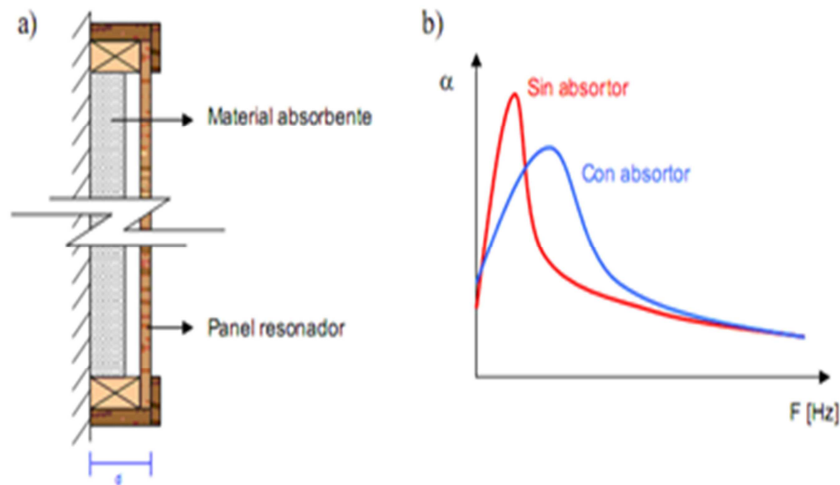 a)
Material absorbente
Panel resonador
d
b)
α
Sin absortor
Con absortor
F [Hz]